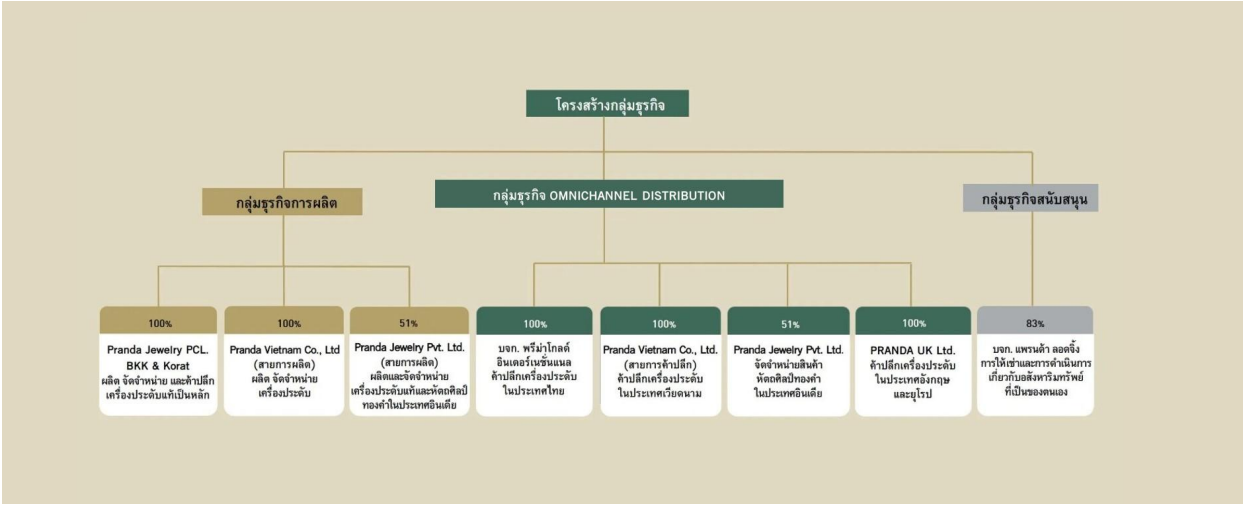 โครงสร้างกลุ่มธุรกิจ
กลุ่มธุรกิจการผลิต
กลุ่มธุรกิจ OMNICHANNEL DISTRIBUTION
กลุ่มธุรกิจสนับสนุน
100%
Pranda Jewelry PCL.
BKK & Korat
ผลิต จัดจำหน่าย และค้าปลีก
เครื่องประดับแท้เป็นหลัก
100%
Pranda Vietnam Co., Ltd
(สายการผลิต)
ผลิต จัดจำหน่าย
เครื่องประดับ
51%
Pranda Jewelry Pvt. Ltd.
(สายการผลิต)
ผลิตและจัดจำหน่าย
เครื่องประดับแท้และหัตถศิลป์
ทองคำในประเทศอินเดีย
100%
บจก. พรีม่าโกลด์
อินเตอร์เนชั่นแนล
ค้าปลีกเครื่องประดับ
ในประเทศไทย
100%
Pranda Vietnam Co., Ltd.
(สายการค้าปลีก)
ค้าปลีกเครื่องประดับ
ในประเทศเวียดนาม
51%
Pranda Jewelry Pvt. Ltd.
จัดจำหน่ายสินค้า
หัตถศิลป์ทองคำ
ในประเทศอินเดีย
100%
PRANDA UK Ltd.
ค้าปลีกเครื่องประดับ
ในประเทศอังกฤษ
และยุโรป
83%
บจก. แพรนด้า ลอดจิ้ง
การให้เช่าและการดำเนินการ
เกี่ยวกับอสังหาริมทรัพย์
ที่เป็นของตนเอง